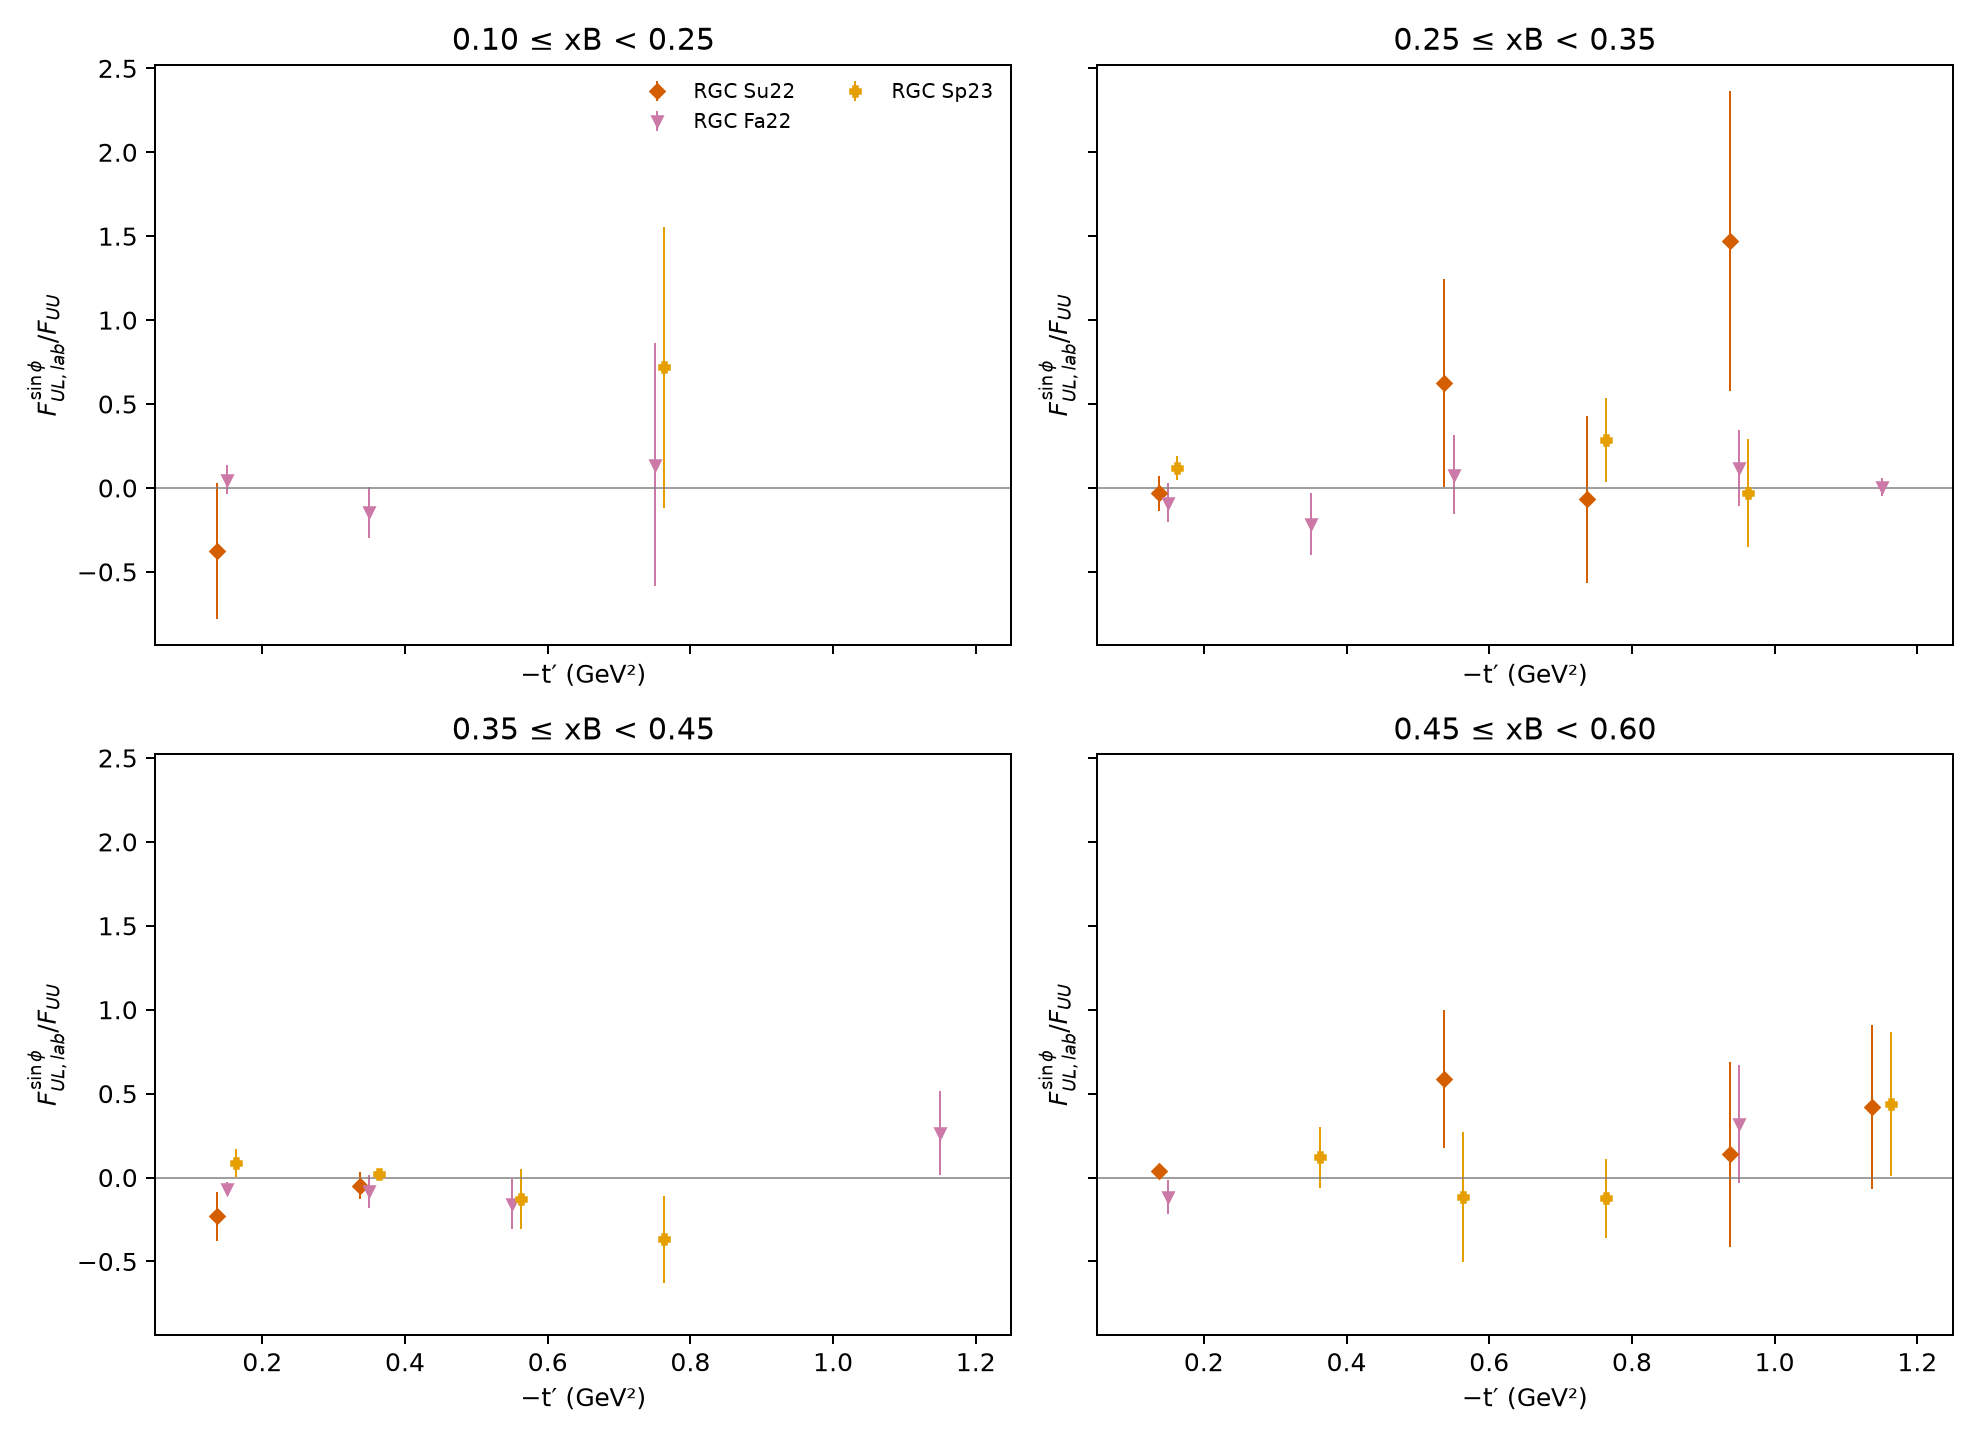 0.10 ≤ xB < 0.25
2.5
2.0
1.5
1.0
0.5
0.0
−0.5
F_{UL, lab}^{sin ϕ}/F_{UU}
RGC Su22
RGC Fa22
RGC Sp23
−t′ (GeV²)
0.25 ≤ xB < 0.35
F_{UL, lab}^{sin ϕ}/F_{UU}
−t′ (GeV²)
0.35 ≤ xB < 0.45
2.5
2.0
1.5
1.0
0.5
0.0
−0.5
F_{UL, lab}^{sin ϕ}/F_{UU}
0.2 0.4 0.6 0.8 1.0 1.2
−t′ (GeV²)
0.45 ≤ xB < 0.60
F_{UL, lab}^{sin ϕ}/F_{UU}
0.2 0.4 0.6 0.8 1.0 1.2
−t′ (GeV²)